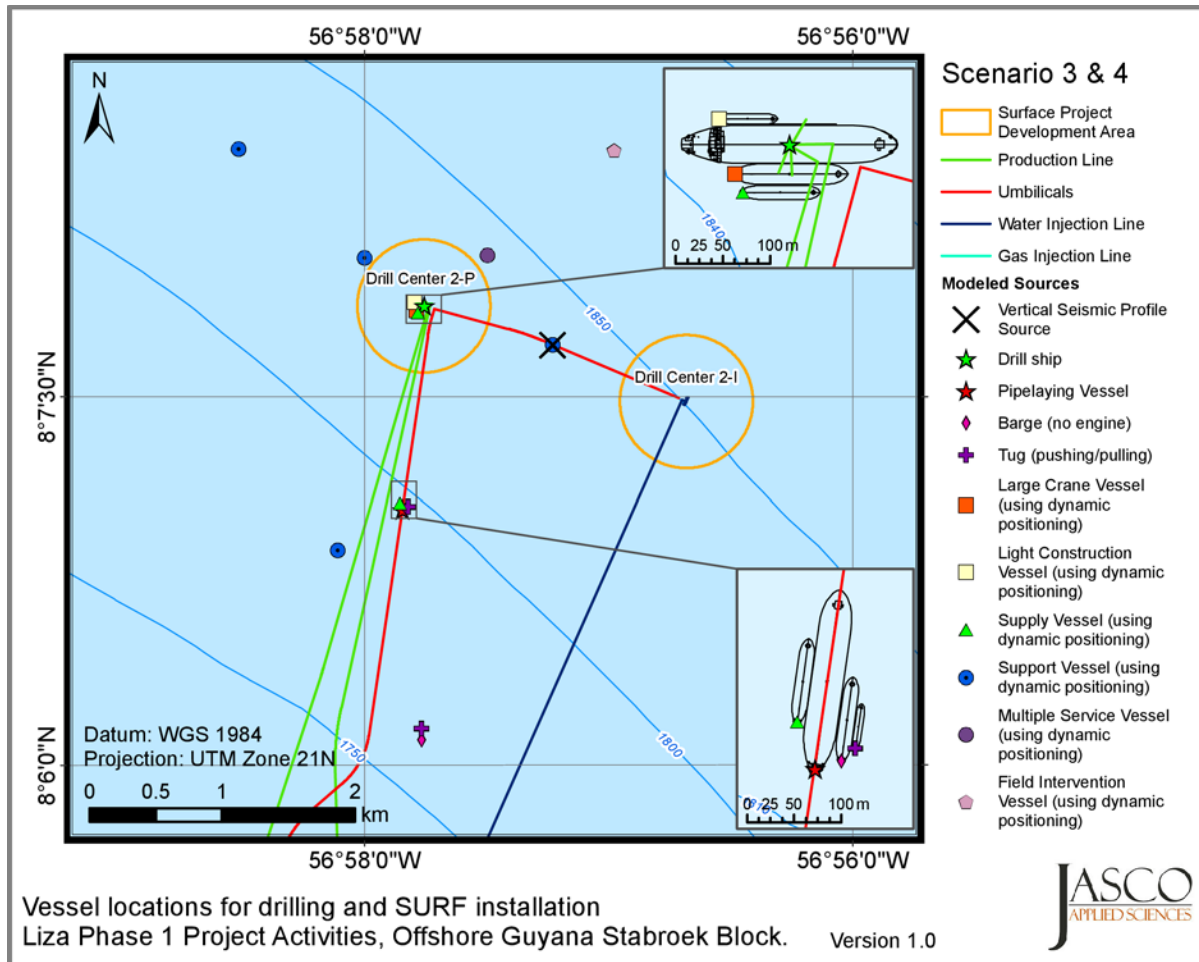 56°58'0"W
56°56'0"W
N
8°7'30"N
8°6'0"N
Drill Center 2-P
Drill Center 2-I
1840
1850
1800
1750
1810
0 25 50 100 m
0 25 50 100 m
Datum: WGS 1984
Projection: UTM Zone 21N
0 0.5 1 2
km
56°58'0"W
56°56'0"W
Scenario 3 & 4
Surface Project
Development Area
Production Line
Umbilicals
Water Injection Line
Gas Injection Line
Modeled Sources
Vertical Seismic Profile
Source
Drill ship
Pipelaying Vessel
Barge (no engine)
Tug (pushing/pulling)
Large Crane Vessel
(using dynamic
positioning)
Light Construction
Vessel (using dynamic
positioning)
Supply Vessel (using
dynamic positioning)
Support Vessel (using
dynamic positioning)
Multiple Service Vessel
(using dynamic
positioning)
Field Intervention
Vessel (using dynamic
positioning)
Vessel locations for drilling and SURF installation
Liza Phase 1 Project Activities, Offshore Guyana Stabroek Block.
Version 1.0
JASCO
APPLIED SCIENCES